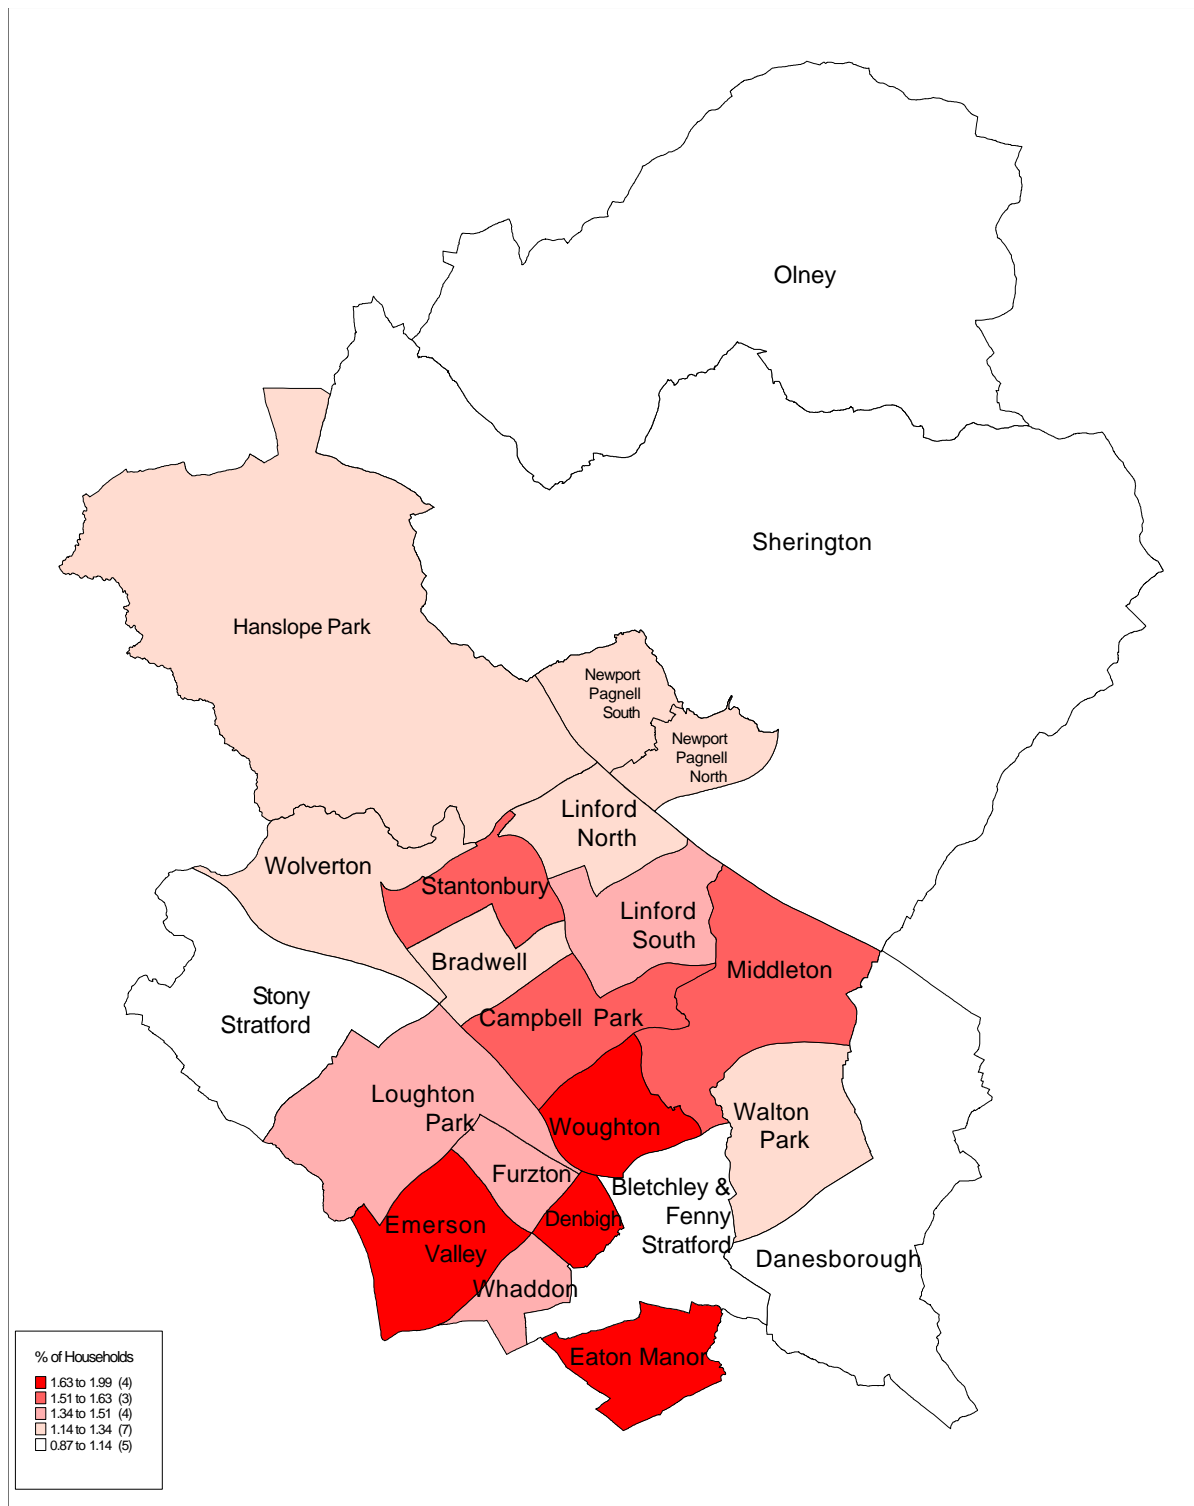 Olney
Sherington
Hanslope Park
Newport
Pagnell
South
Newport
Pagnell
North
Linford
North
Wolverton
Stantonbury
Linford
South
Bradwell
Middleton
Stony
Stratford
Campbell Park
Loughton
Park
Woughton
Walton
Park
Furzton
Bletchley &
Fenny
Stratford
Denbigh
Emerson
Valley
Danesborough
Whaddon
Eaton Manor
% of Households
1.63 to 1.99 (4)
1.51 to 1.63 (3)
1.34 to 1.51 (4)
1.14 to 1.34 (7)
0.87 to 1.14 (5)